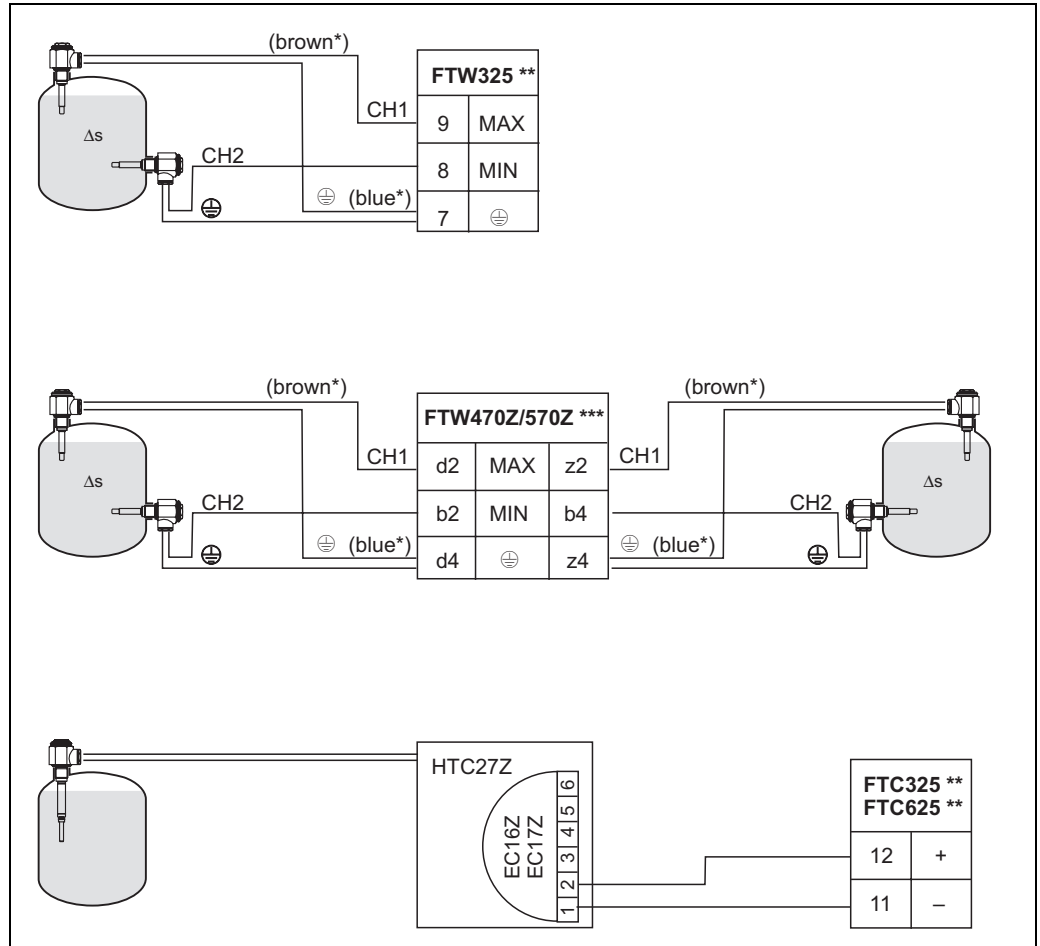 (brown*)
FTW325 **
CH1
9 MAX
Δs
CH2
8 MIN
⏚ (blue*)
7 ⏚
⏚
(brown*)
(brown*)
FTW470Z/570Z ***
CH1
d2 MAX z2
CH1
Δs
Δs
CH2
b2 MIN b4
CH2
⏚ (blue*)
⏚ (blue*)
d4 ⏚ z4
⏚
⏚
HTC27Z
FTC325 **
FTC625 **
EC16Z
EC17Z
6
5
4
3
2
1
12 +
11 –